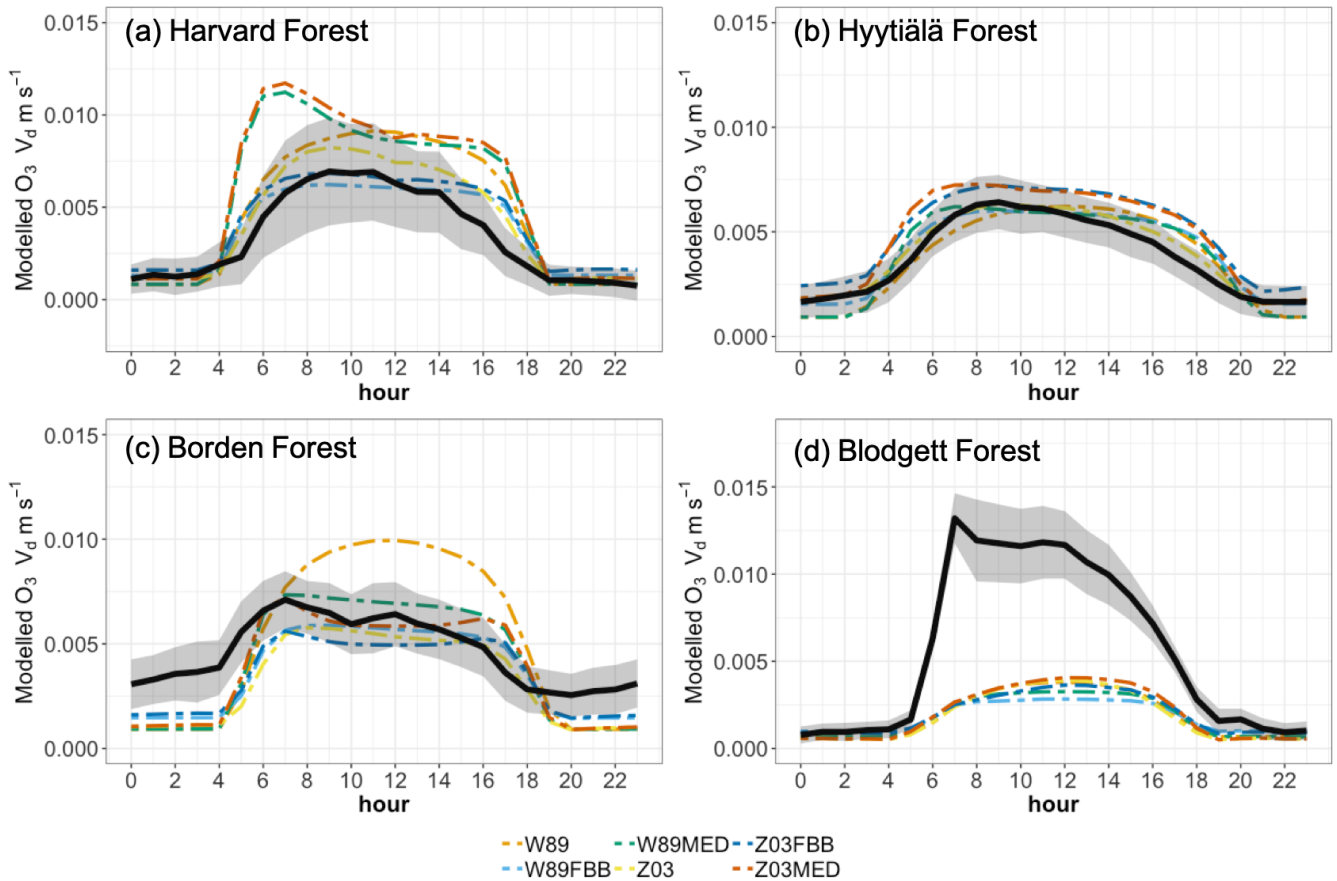 (a) Harvard Forest
Modelled O₃ V_d m s⁻¹
0.015
0.010
0.005
0.000
0 2 4 6 8 10 12 14 16 18 20 22
hour
(b) Hyytiälä Forest
Modelled O₃ V_d m s⁻¹
0.015
0.010
0.005
0.000
0 2 4 6 8 10 12 14 16 18 20 22
hour
(c) Borden Forest
Modelled O₃ V_d m s⁻¹
0.015
0.010
0.005
0.000
0 2 4 6 8 10 12 14 16 18 20 22
hour
(d) Blodgett Forest
Modelled O₃ V_d m s⁻¹
0.015
0.010
0.005
0.000
0 2 4 6 8 10 12 14 16 18 20 22
hour
W89 W89MED Z03FBB
W89FBB Z03 Z03MED